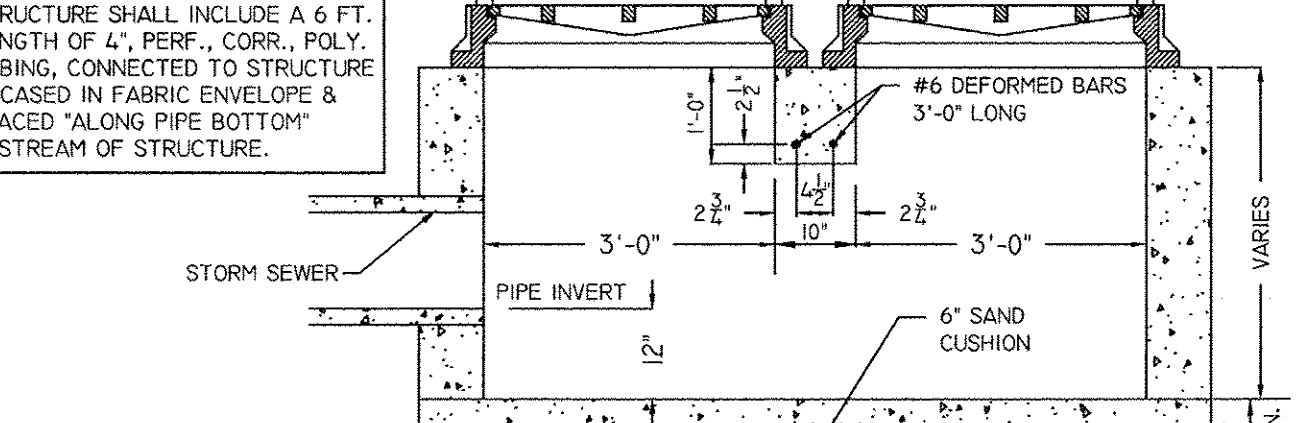 RUCTURE SHALL INCLUDE A 6 FT.
NGTH OF 4", PERF., CORR., POLY.
BING, CONNECTED TO STRUCTURE
CASED IN FABRIC ENVELOPE &
ACED "ALONG PIPE BOTTOM"
STREAM OF STRUCTURE.
#6 DEFORMED BARS
3'-0" LONG
1'-0"
2 1/2"
4 1/2"
2 3/4"
10"
2 3/4"
3'-0"
3'-0"
VARIES
STORM SEWER
PIPE INVERT
12"
6" SAND
CUSHION